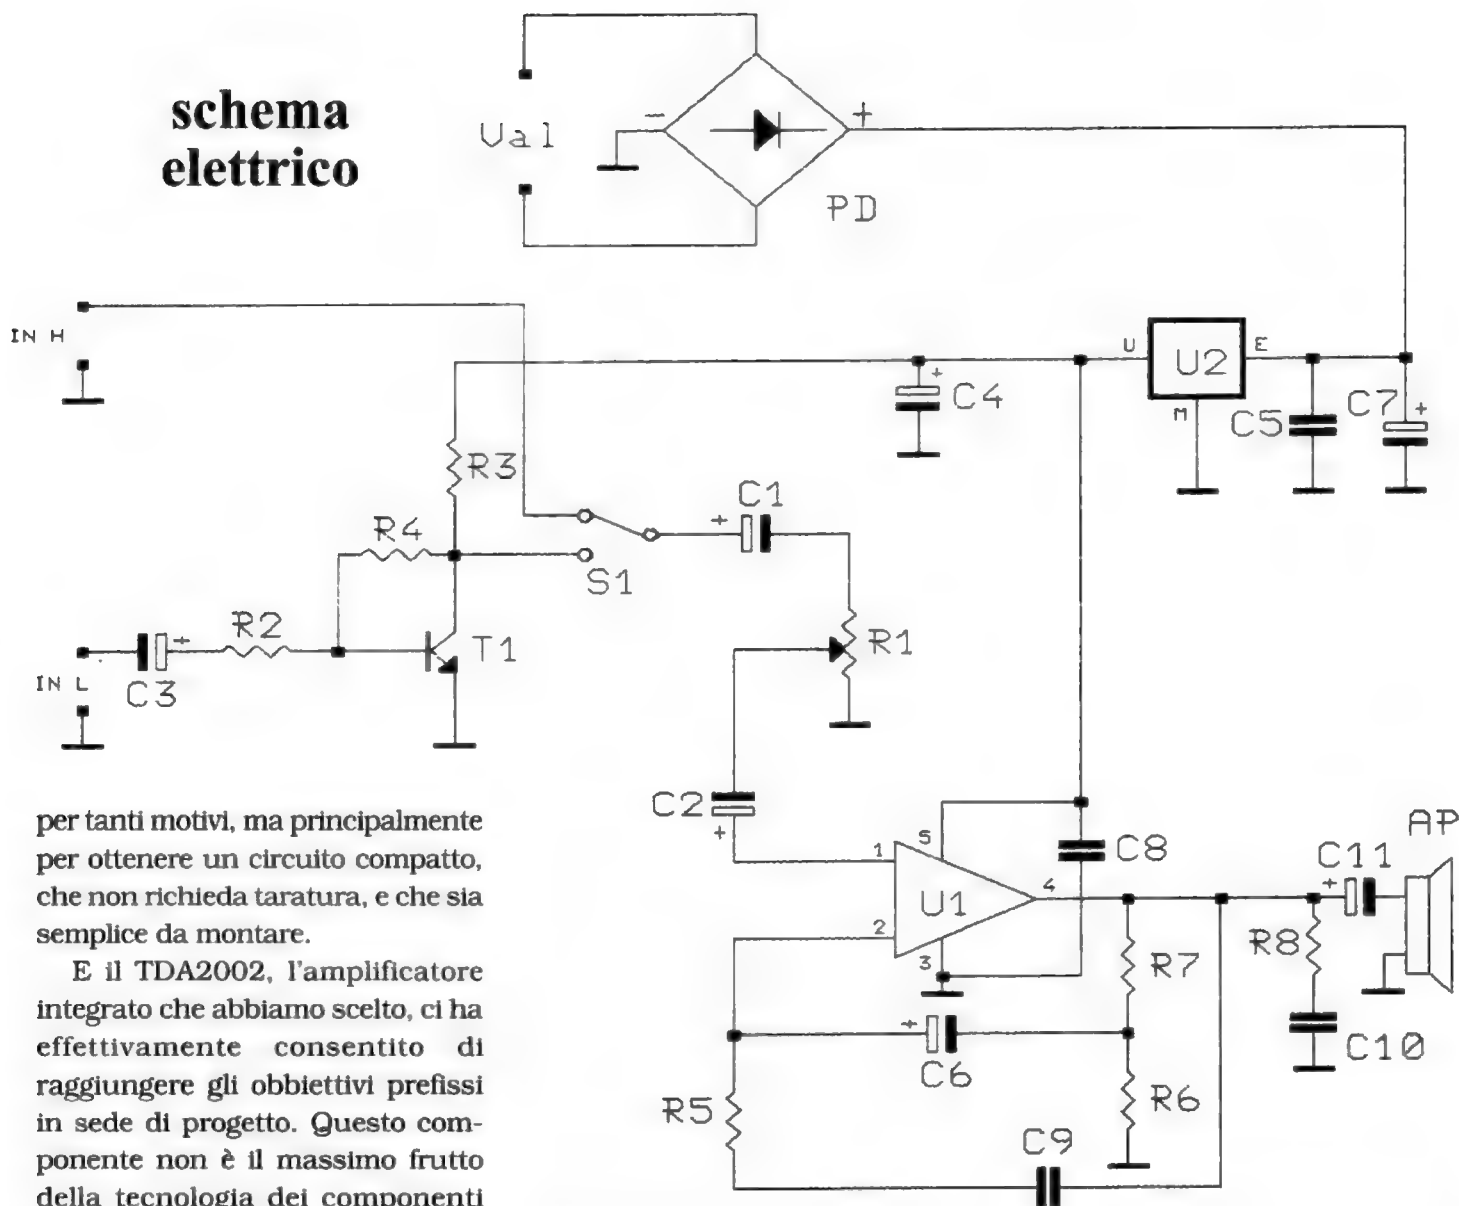 schema
elettrico
Val
-
+
PD
IN H
U
U2
E
M
+
C4
C5
C7
+
R3
R4
S1
+
C1
R2
+
T1
R1
IN L
C3
C2
+
1
5
U1
4
2
3
C8
AP
C11
+
R7
R8
+
C6
C10
R5
R6
C9
per tanti motivi, ma principalmente
per ottenere un circuito compatto,
che non richieda taratura, e che sia
semplice da montare.
E il TDA2002, l'amplificatore
integrato che abbiamo scelto, ci ha
effettivamente consentito di
raggiungere gli obbiettivi prefissi
in sede di progetto. Questo com-
ponente non è il massimo frutto
della tecnologia dei componenti